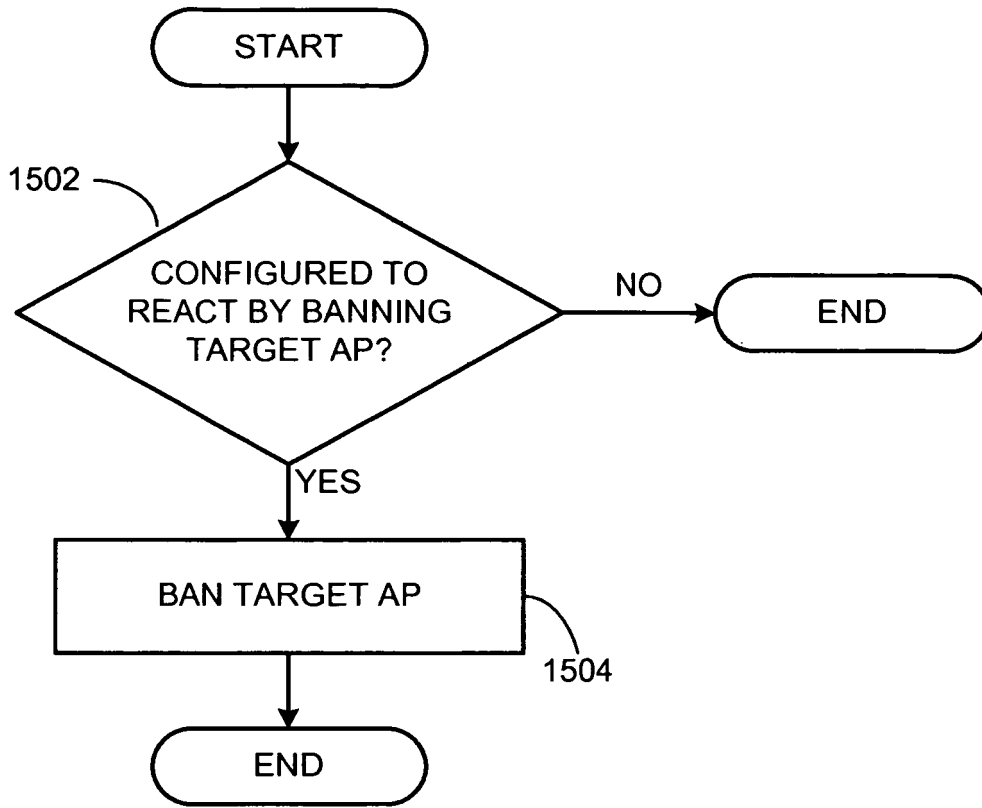 START
1502
CONFIGURED TO
REACT BY BANNING
TARGET AP?
NO
END
YES
BAN TARGET AP
1504
END